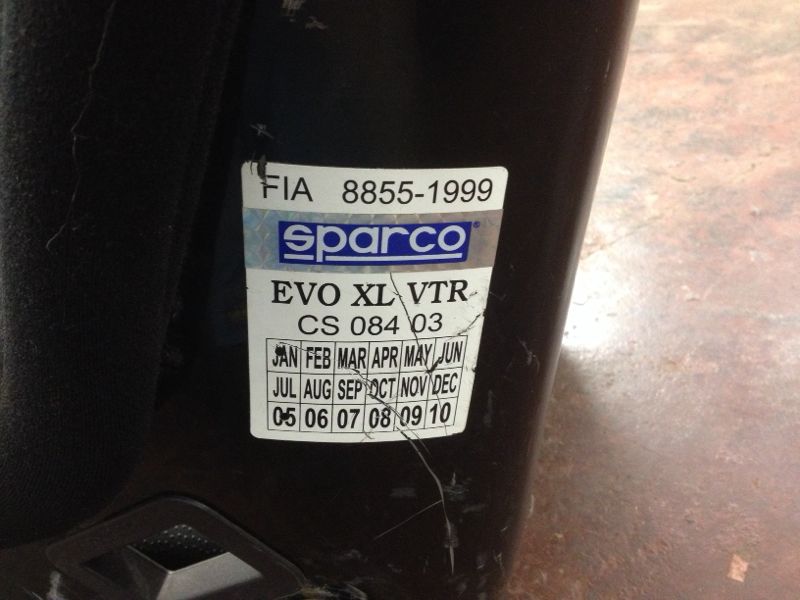 FIA 8855-1999
sparco
EVO XL VTR
CS 084 03
JAN FEB MAR APR MAY JUN
JUL AUG SEP OCT NOV DEC
05 06 07 08 09 10